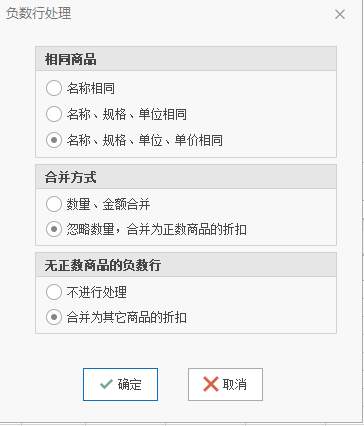 负数行处理
相同商品
名称相同
名称、规格、单位相同
名称、规格、单位、单价相同
合并方式
数量、金额合并
忽略数量，合并为正数商品的折扣
无正数商品的负数行
不进行处理
合并为其它商品的折扣
确定
取消